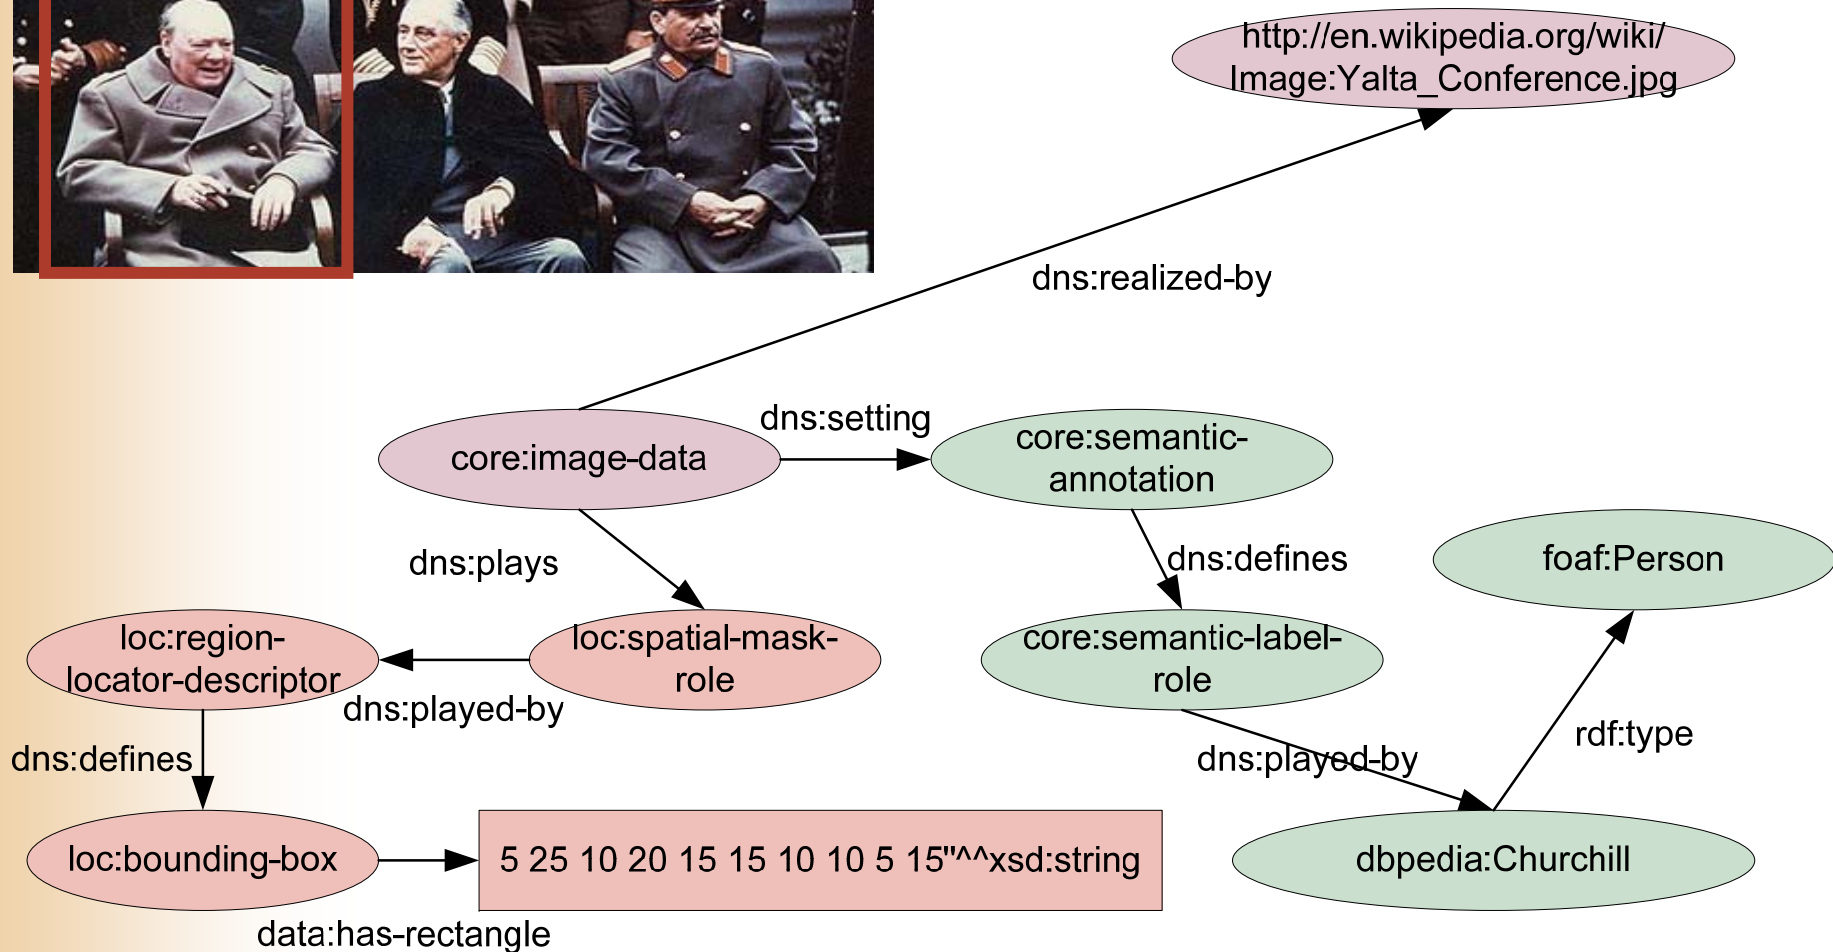 http://en.wikipedia.org/wiki/
Image:Yalta_Conference.jpg
dns:realized-by
dns:setting
core:image-data
core:semantic-
annotation
dns:plays
dns:defines
foaf:Person
loc:region-
locator-descriptor
loc:spatial-mask-
role
core:semantic-label-
role
dns:played-by
rdf:type
dns:defines
dns:played-by
loc:bounding-box
5 25 10 20 15 15 10 10 5 15"^^xsd:string
dbpedia:Churchill
data:has-rectangle